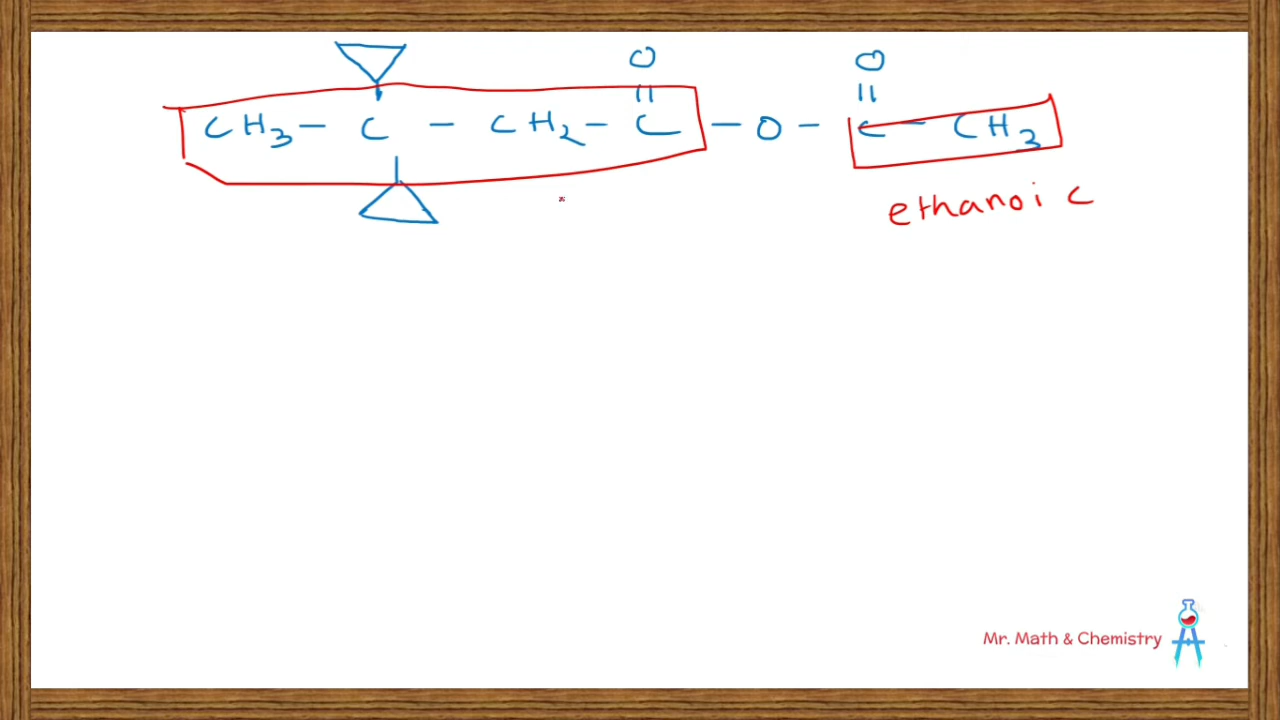 O O
CH3 – C – CH2 – C – O – C – CH3
ethanoic
Mr. Math & Chemistry